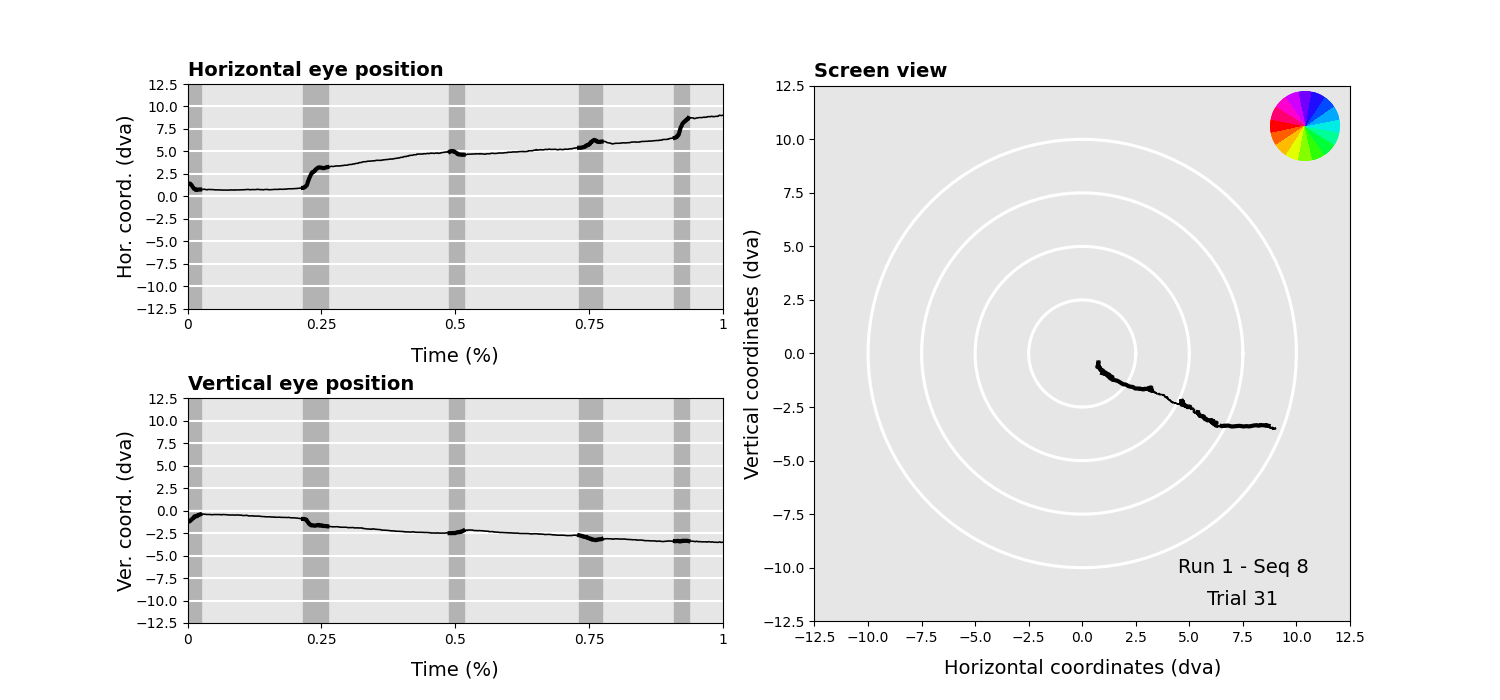 Horizontal eye position
Hor. coord. (dva)
12.5
10.0
7.5
5.0
2.5
0.0
−2.5
−5.0
−7.5
−10.0
−12.5
0 0.25 0.5 0.75 1
Time (%)
Vertical eye position
Ver. coord. (dva)
12.5
10.0
7.5
5.0
2.5
0.0
−2.5
−5.0
−7.5
−10.0
−12.5
0 0.25 0.5 0.75 1
Time (%)
Screen view
Vertical coordinates (dva)
12.5
10.0
7.5
5.0
2.5
0.0
−2.5
−5.0
−7.5
−10.0
−12.5
Run 1 - Seq 8
Trial 31
−12.5 −10.0 −7.5 −5.0 −2.5 0.0 2.5 5.0 7.5 10.0 12.5
Horizontal coordinates (dva)